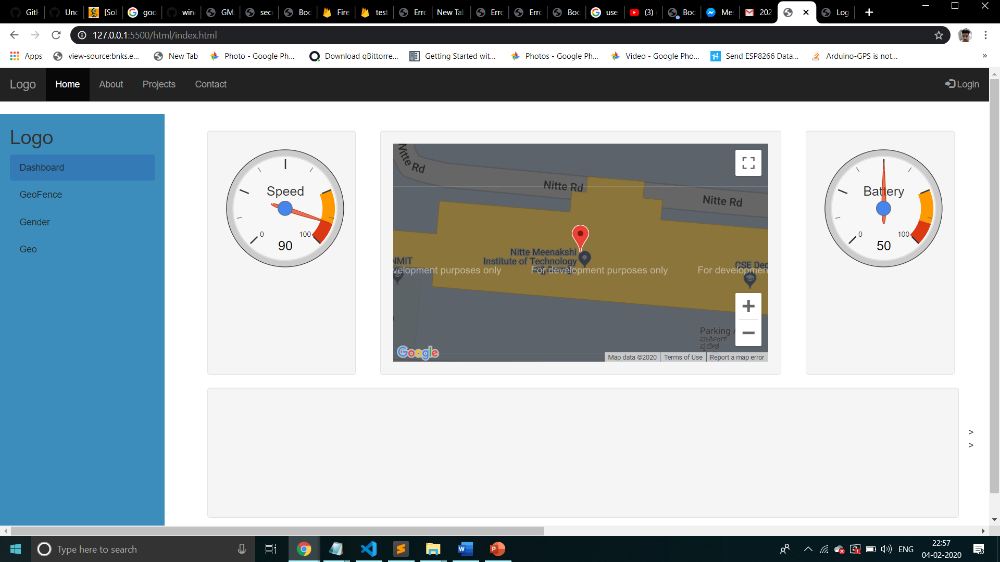 GitH
Unc
[Sol
goo
win
GM
seco
Boo
Fire
test
Erro
New Tab
Erro
Erro
Boo
use
(3)
Boo
Mes
202
Log
127.0.0.1:5500/html/index.html
Apps
view-source:bnks.e...
New Tab
Photo - Google Ph...
Download qBittorre...
Getting Started wit...
Photos - Google Ph...
Video - Google Pho...
Send ESP8266 Data...
Arduino-GPS is not...
»
Logo
Home
About
Projects
Contact
Login
Logo
Dashboard
GeoFence
Gender
Geo
Speed
0
100
90
Nitte Rd
Nitte Rd
Nitte Rd
Nitte Meenakshi
Institute of Technology
NMIT
CSE Dep
velopment purposes only
For development purposes only
For developmen
Parking A
ಪಾರ್ಕಿಂಗ್
ಪ್ರದೇಶ
Google
Map data ©2020
Terms of Use
Report a map error
Battery
0
100
50
>
>
Type here to search
ENG
22:57
04-02-2020